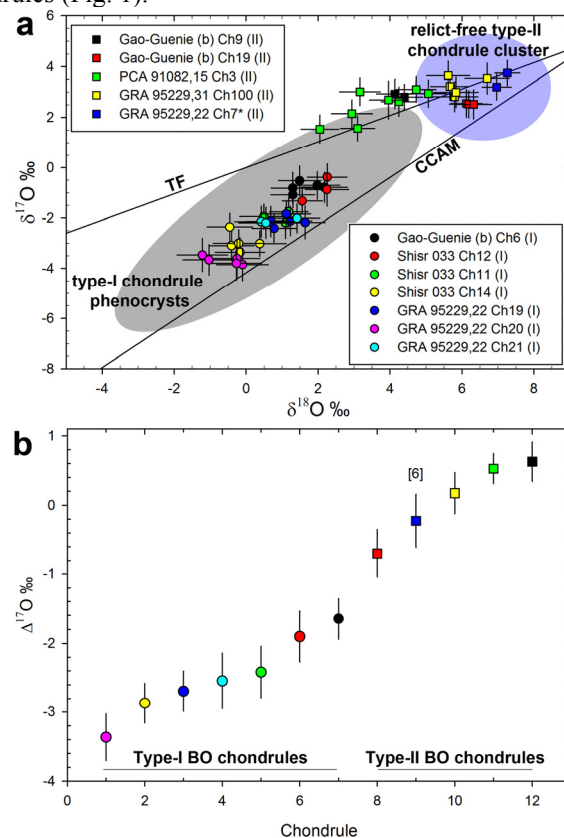 drules (Fig. 1).
a
6
4
2
0
-2
-4
-6
-8
δ17O ‰
Gao-Guenie (b) Ch9 (II)
Gao-Guenie (b) Ch19 (II)
PCA 91082,15 Ch3 (II)
GRA 95229,31 Ch100 (II)
GRA 95229,22 Ch7* (II)
relict-free type-II
chondrule cluster
TF
CCAM
type-I chondrule
phenocrysts
Gao-Guenie (b) Ch6 (I)
Shisr 033 Ch12 (I)
Shisr 033 Ch11 (I)
Shisr 033 Ch14 (I)
GRA 95229,22 Ch19 (I)
GRA 95229,22 Ch20 (I)
GRA 95229,22 Ch21 (I)
-4 -2 0 2 4 6 8
δ18O ‰
b
1
0
-1
-2
-3
-4
Δ17O ‰
[6]
Type-I BO chondrules
Type-II BO chondrules
0 2 4 6 8 10 12
Chondrule